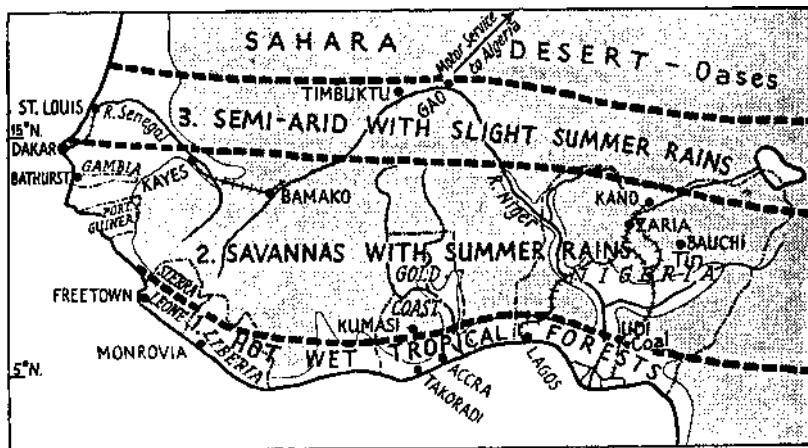 SAHARA DESERT - Oases
Motor Service
to Algeria
TIMBUKTU
GAO
ST. LOUIS
R. Senegal
3. SEMI-ARID WITH SLIGHT SUMMER RAINS
15°N.
DAKAR
GAMBIA
BATHURST
KAYES
BAMAKO
R. Niger
KANO
PORT.
GUINEA
ZARIA
BAUCHI
Tin
2. SAVANNAS WITH SUMMER RAINS
NIGERIA
GOLD
COAST
SIERRA
LEONE
FREETOWN
KUMASI
UDI
Coal
1. HOT WET TROPICAL FORESTS
LIBERIA
MONROVIA
5°N.
ACCRA
TAKORADI
LAGOS